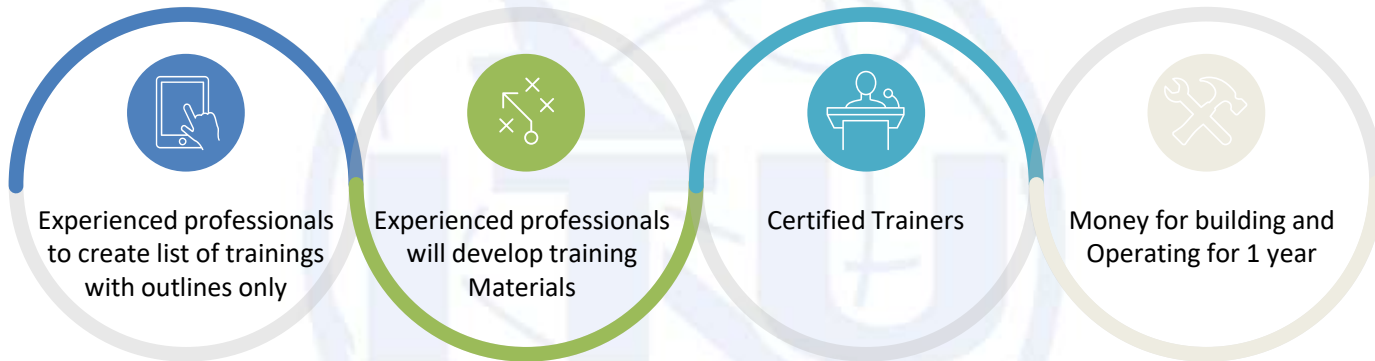 Experienced professionals
to create list of trainings
with outlines only
Experienced professionals
will develop training
Materials
Certified Trainers
Money for building and
Operating for 1 year
ITU